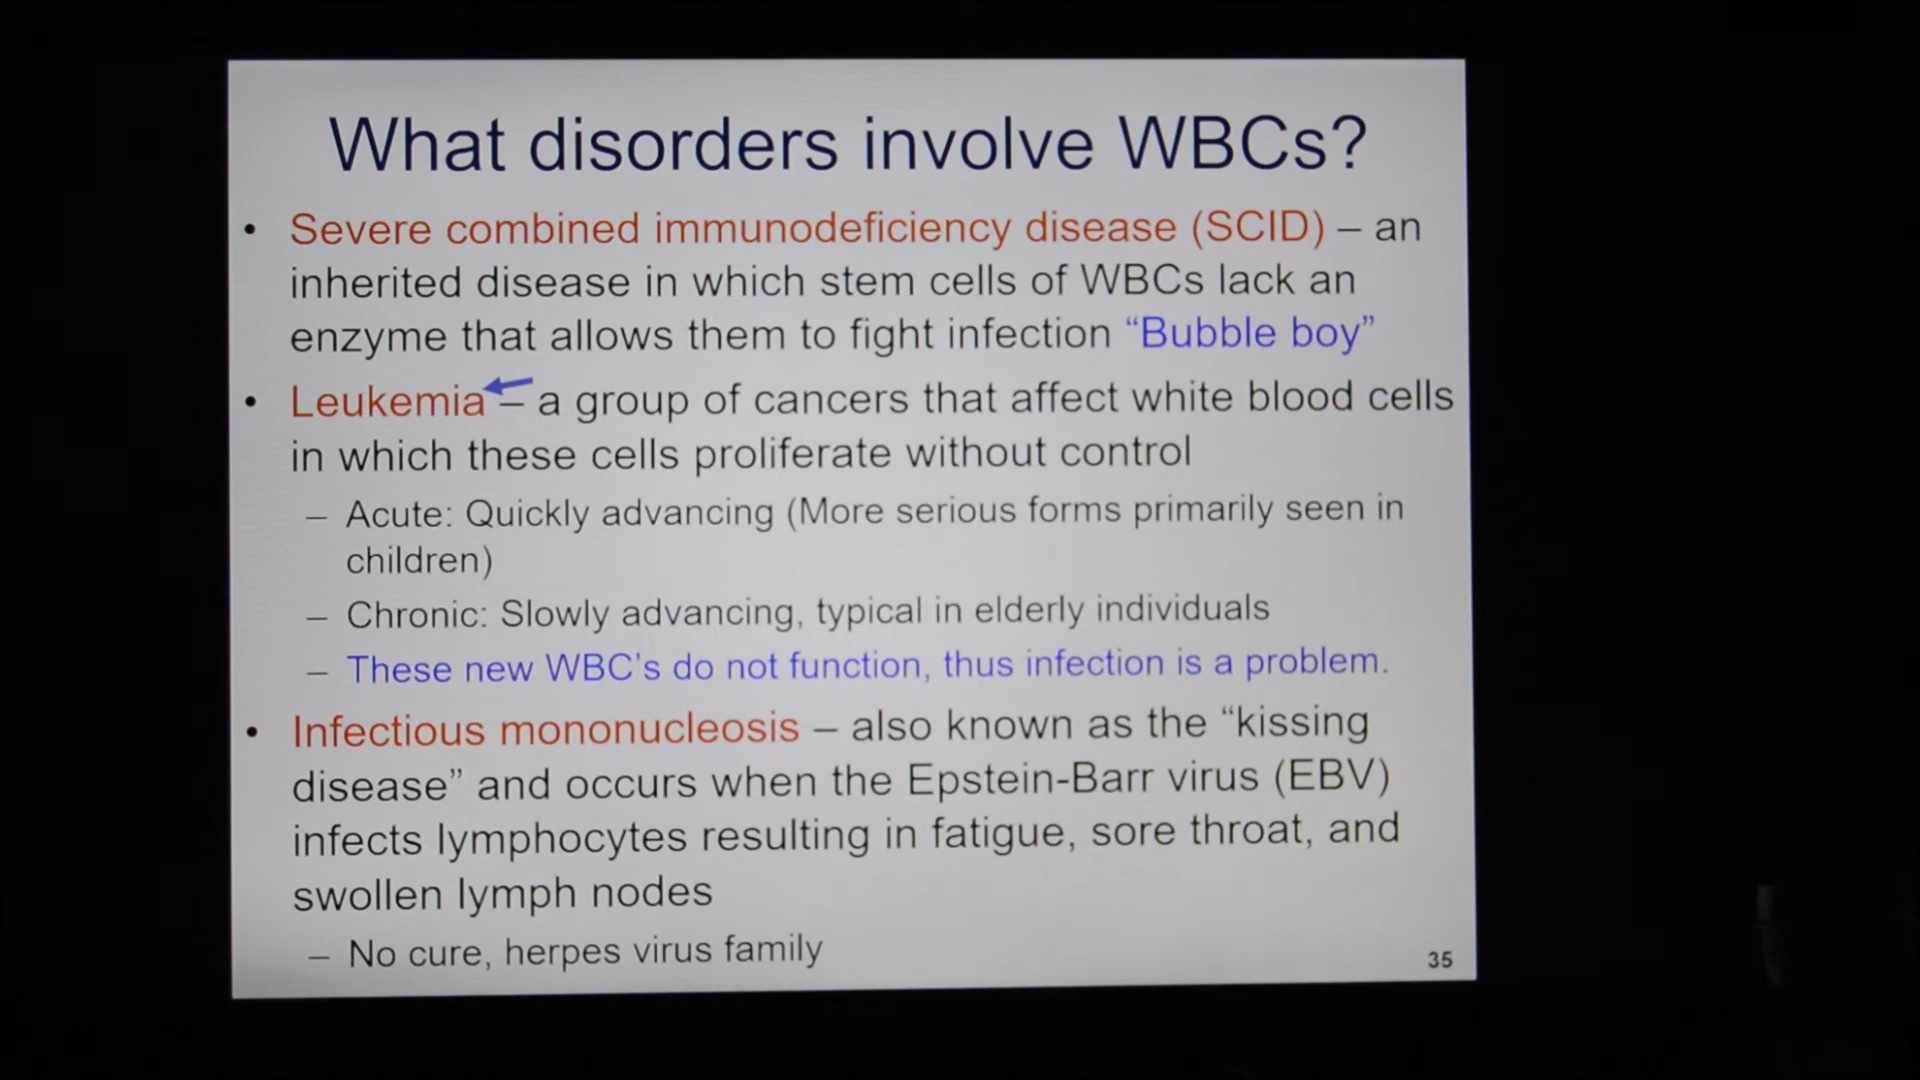 What disorders involve WBCs?
• Severe combined immunodeficiency disease (SCID) – an
inherited disease in which stem cells of WBCs lack an
enzyme that allows them to fight infection “Bubble boy”
• Leukemia – a group of cancers that affect white blood cells
in which these cells proliferate without control
– Acute: Quickly advancing (More serious forms primarily seen in
children)
– Chronic: Slowly advancing, typical in elderly individuals
– These new WBC’s do not function, thus infection is a problem.
• Infectious mononucleosis – also known as the “kissing
disease” and occurs when the Epstein-Barr virus (EBV)
infects lymphocytes resulting in fatigue, sore throat, and
swollen lymph nodes
– No cure, herpes virus family
35